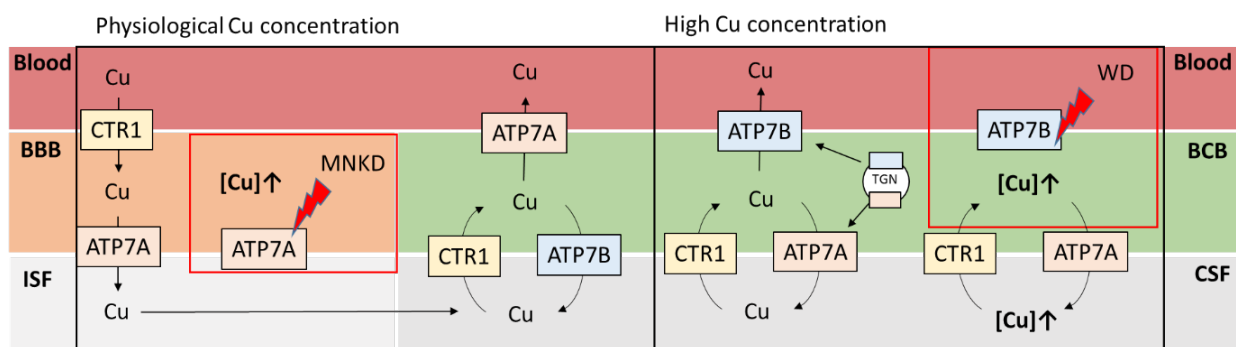 Physiological Cu concentration
High Cu concentration
Blood
Cu
Cu
Cu
WD
Blood
CTR1
ATP7A
ATP7B
ATP7B
BBB
MNKD
BCB
Cu
[Cu]↑
Cu
Cu
TGN
[Cu]↑
ATP7A
ATP7A
CTR1
ATP7B
CTR1
ATP7A
CTR1
ATP7A
ISF
CSF
Cu
Cu
Cu
[Cu]↑